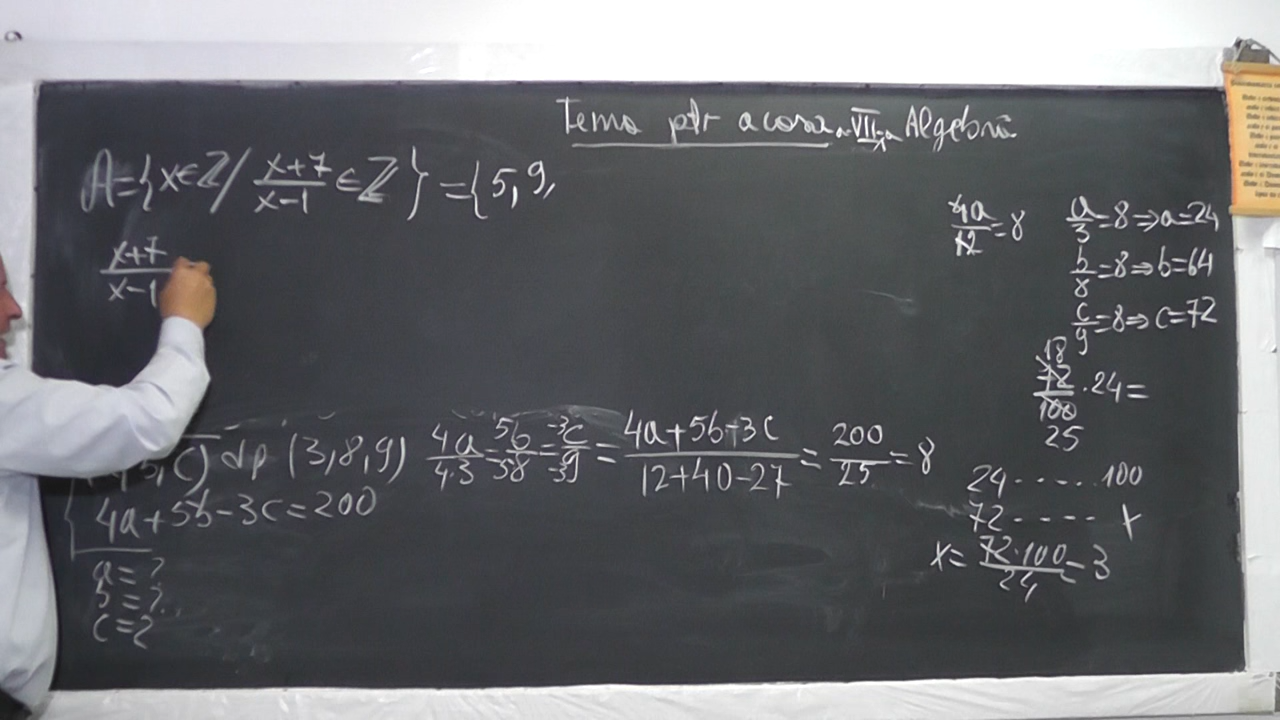 Tema ptr acasa a VII-a Algebră
A={x∈Z/ x+7/x-1 ∈Z}={5,9,
x+7/x-1
4a/12=8
a/3=8⇒a=24
b/8=8⇒b=64
c/9=8⇒c=72
18
72/100·24=
25
24.....100
72.....x
x=72·100/24=3
dp (3,8,9) 4a/4·3=5b/5·8=-3c/-3·9=4a+5b-3c/12+40-27=200/25=8
4a+5b-3c=200
a=?
b=?
c=?